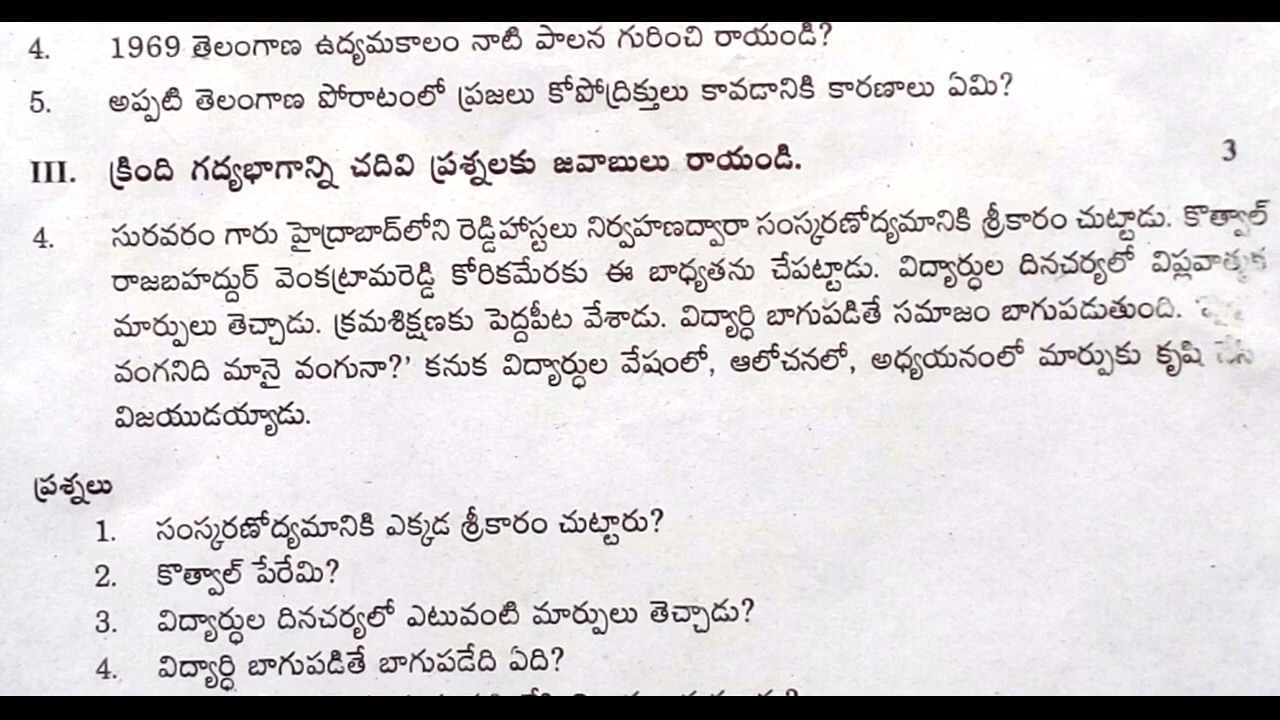 4. 1969 తెలంగాణ ఉద్యమకాలం నాటి పాలన గురించి రాయండి?
5. అప్పటి తెలంగాణ పోరాటంలో ప్రజలు కోపోద్రిక్తులు కావడానికి కారణాలు ఏమి?
III. క్రింది గద్యభాగాన్ని చదివి ప్రశ్నలకు జవాబులు రాయండి. 3
4. సురవరం గారు హైద్రాబాద్‌లోని రెడ్డిహాస్టలు నిర్వహణద్వారా సంస్కరణోద్యమానికి శ్రీకారం చుట్టాడు. కొత్వాల్
రాజబహద్దుర్ వెంకట్రామరెడ్డి కోరికమేరకు ఈ బాధ్యతను చేపట్టాడు. విద్యార్థుల దినచర్యలో విప్లవాత్మక
మార్పులు తెచ్చాడు. క్రమశిక్షణకు పెద్దపీట వేశాడు. విద్యార్థి బాగుపడితే సమాజం బాగుపడుతుంది.
వంగనిది మానై వంగునా?' కనుక విద్యార్థుల వేషంలో, ఆలోచనలో, అధ్యయనంలో మార్పుకు కృషి చేసి
విజయుడయ్యాడు.
ప్రశ్నలు
1. సంస్కరణోద్యమానికి ఎక్కడ శ్రీకారం చుట్టారు?
2. కొత్వాల్ పేరేమి?
3. విద్యార్థుల దినచర్యలో ఎటువంటి మార్పులు తెచ్చాడు?
4. విద్యార్థి బాగుపడితే బాగుపడేది ఏది?